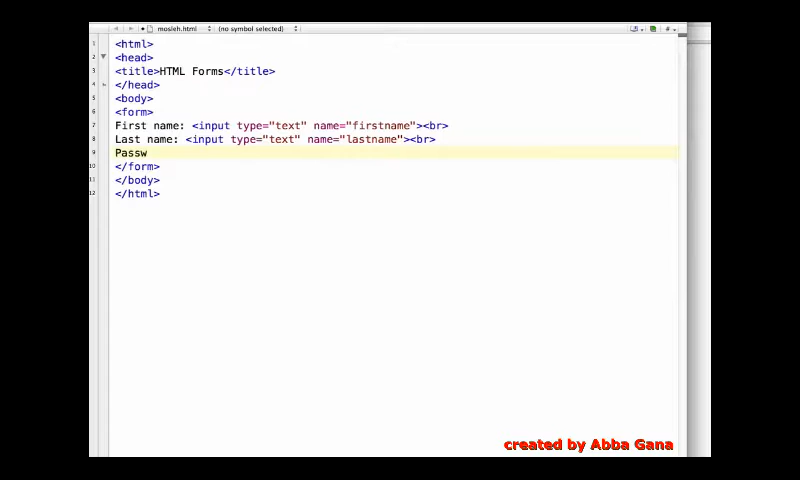 mosleh.html (no symbol selected) #
1 <html>
2 <head>
3 <title>HTML Forms</title>
4 </head>
5 <body>
6 <form>
7 First name: <input type="text" name="firstname"><br>
8 Last name: <input type="text" name="lastname"><br>
9 Passw
10 </form>
11 </body>
12 </html>
created by Abba Gana